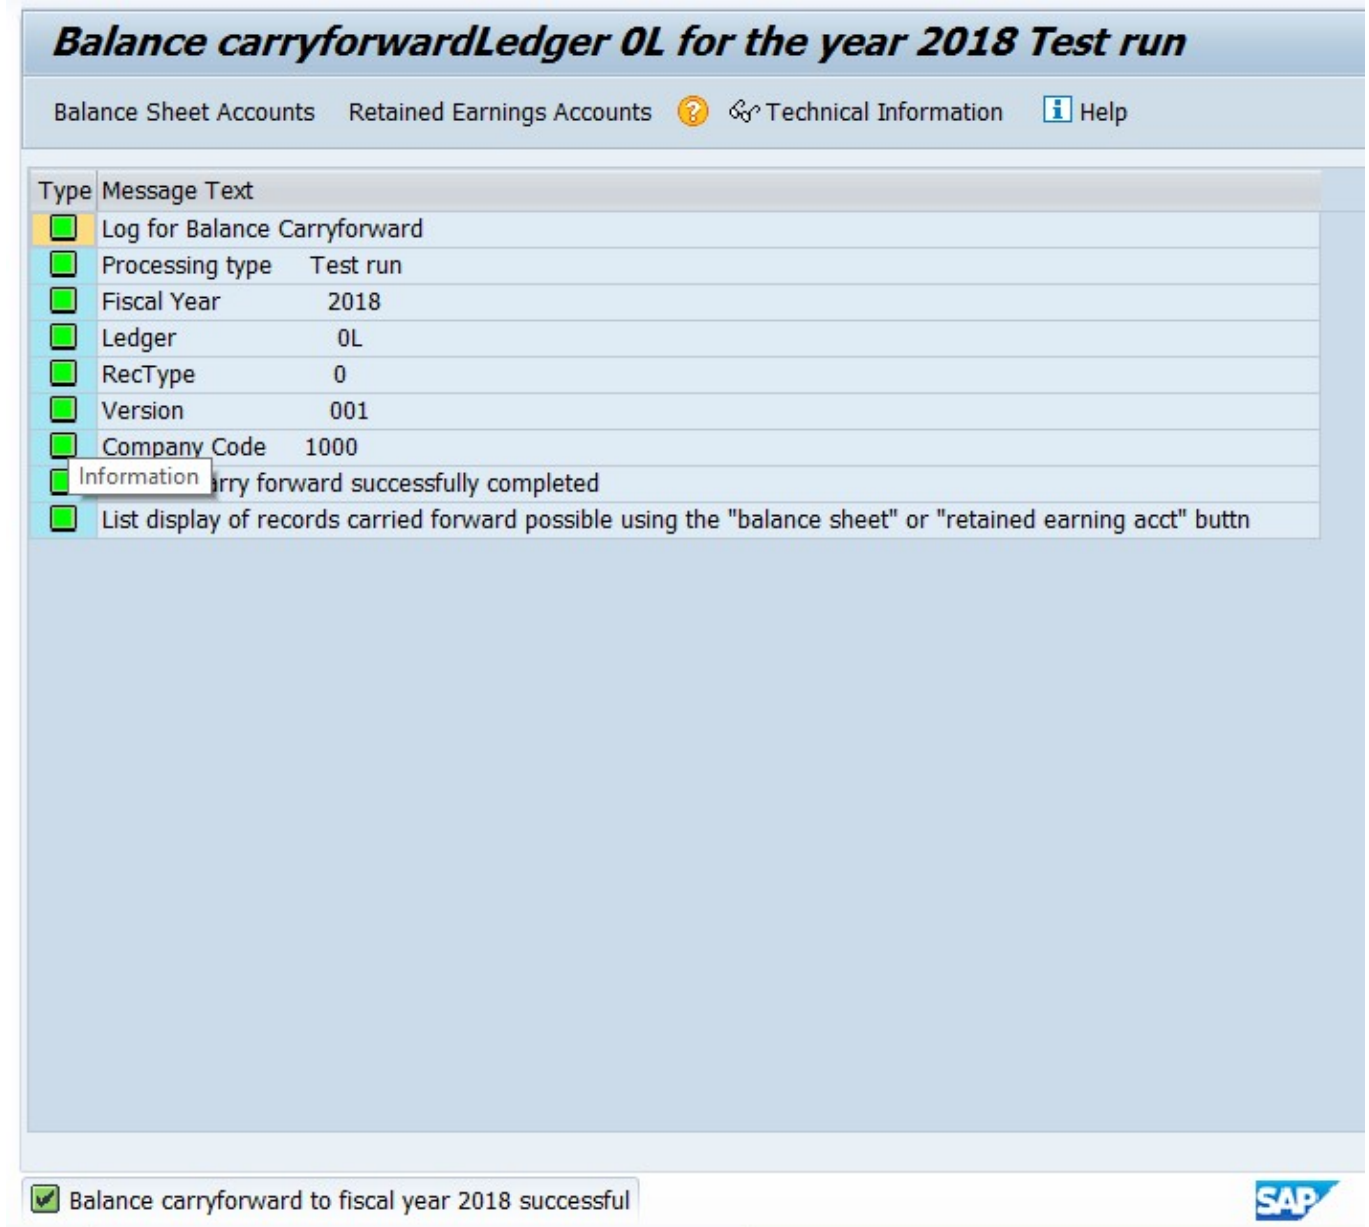 Balance carryforwardLedger 0L for the year 2018 Test run
Balance Sheet Accounts Retained Earnings Accounts Technical Information Help
Type Message Text
Log for Balance Carryforward
Processing type Test run
Fiscal Year 2018
Ledger 0L
RecType 0
Version 001
Company Code 1000
Information
forward successfully completed
List display of records carried forward possible using the "balance sheet" or "retained earning acct" buttn
Balance carryforward to fiscal year 2018 successful
SAP